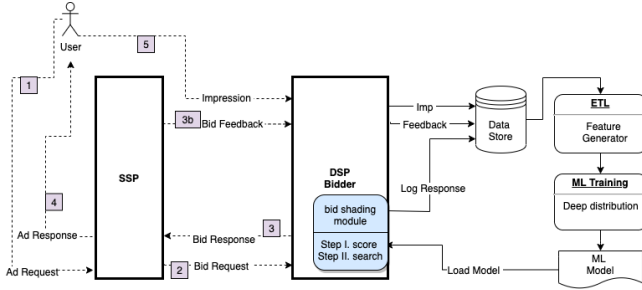 1
User
5
Impression
3b
Bid Feedback
SSP
3
Bid Response
2
Bid Request
4
Ad Response
Ad Request
DSP
Bidder
bid shading
module
Step I. score
Step II. search
Imp
Feedback
Log Response
Load Model
Data
Store
ETL
Feature
Generator
ML Training
Deep distribution
ML
Model